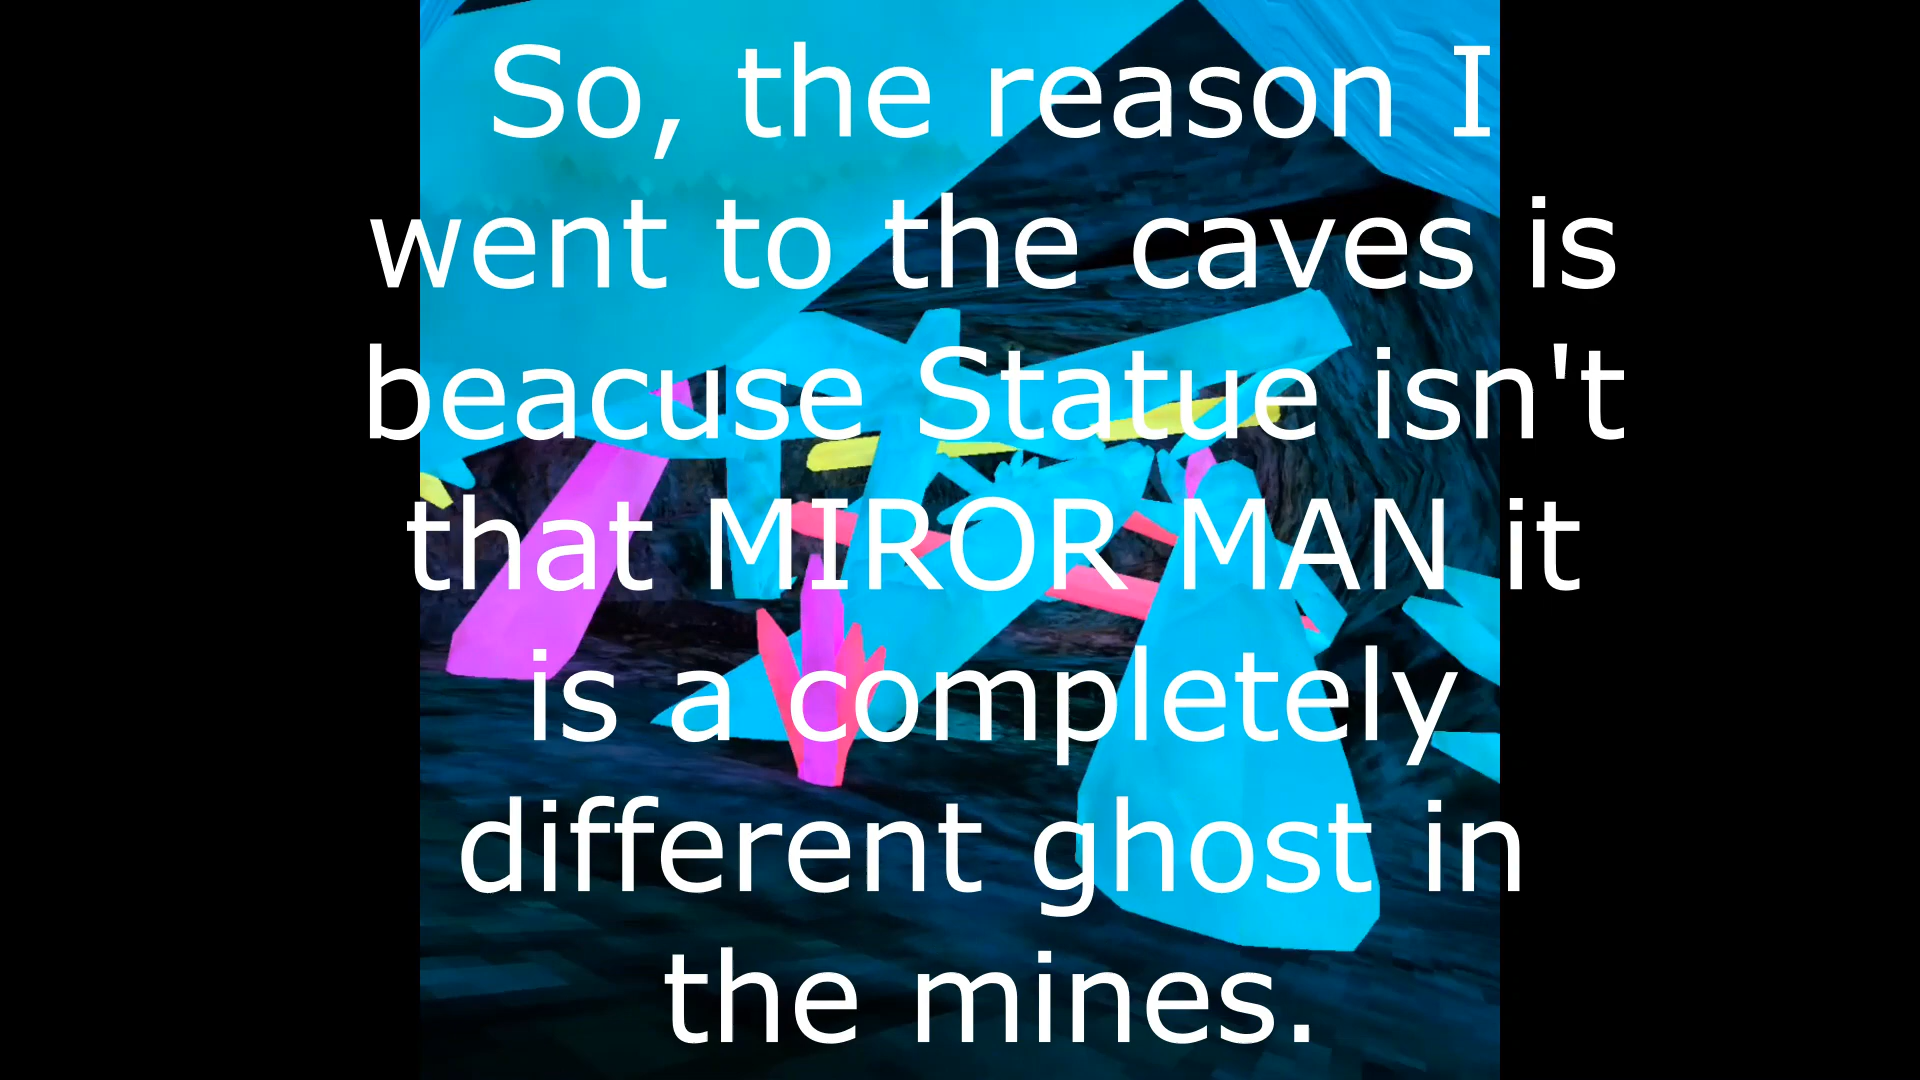 So, the reason I
went to the caves is
beacuse Statue isn't
that MIROR MAN it
is a completely
different ghost in
the mines.